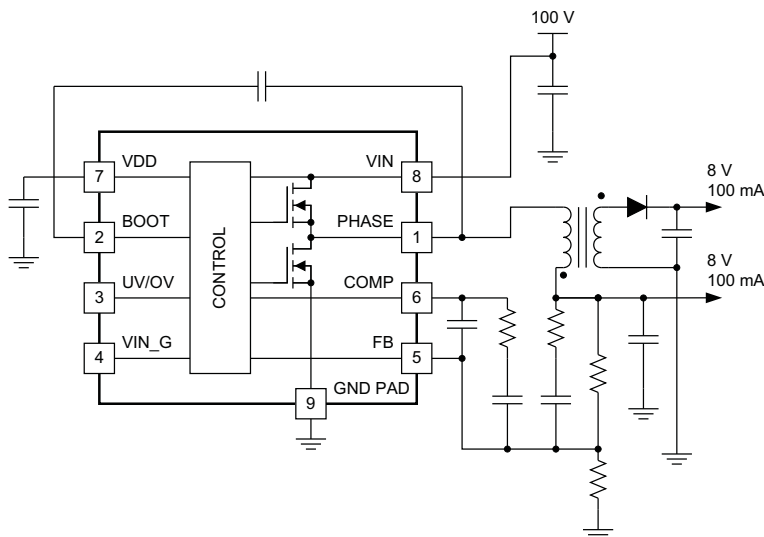 100 V
7
VDD
VIN
8
8 V
100 mA
2
BOOT
PHASE
1
CONTROL
8 V
100 mA
3
UV/OV
COMP
6
4
VIN_G
FB
5
9
GND PAD